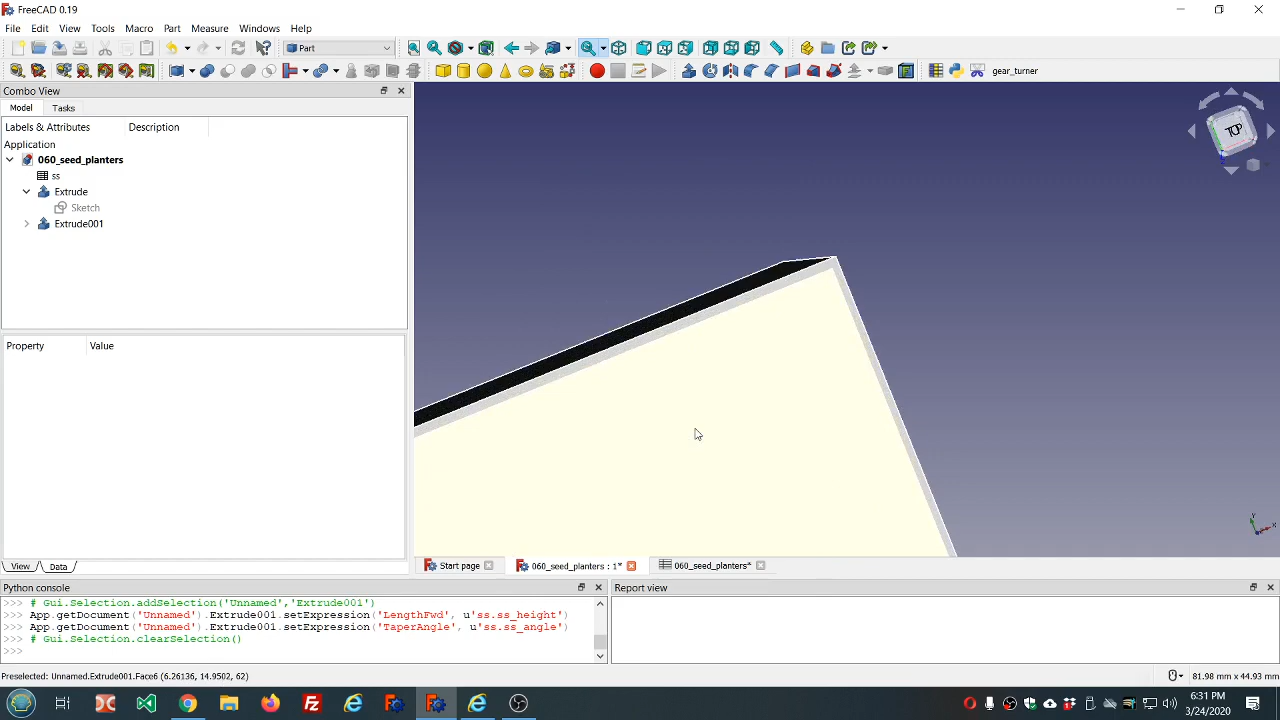 FreeCAD 0.19
File Edit View Tools Macro Part Measure Windows Help
Part
gear_turner
Combo View
Model Tasks
Labels & Attributes Description
Application
060_seed_planters
ss
Extrude
Sketch
Extrude001
TOP
Property Value
View Data
Start page 060_seed_planters : 1* 060_seed_planters*
Python console
Report view
>>> # Gui.Selection.addSelection('Unnamed','Extrude001')
>>> App.getDocument('Unnamed').Extrude001.setExpression('LengthFwd', u'ss.ss_height')
>>> App.getDocument('Unnamed').Extrude001.setExpression('TaperAngle', u'ss.ss_angle')
>>> # Gui.Selection.clearSelection()
>>>
Preselected: Unnamed.Extrude001.Face6 (6.26136, 14.9502, 62)
81.98 mm x 44.93 mm
6:31 PM
3/24/2020